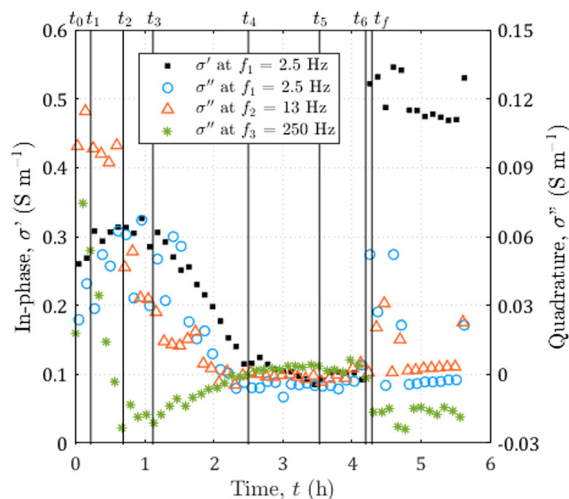 t0 t1 t2 t3 t4 t5 t6 tf
0.6 0.15
σ' at f1 = 2.5 Hz
σ'' at f1 = 2.5 Hz
σ'' at f2 = 13 Hz
σ'' at f3 = 250 Hz
0.5 0.12
0.4 0.09
0.3 0.06
0.2 0.03
0.1 0
0 -0.03
In-phase, σ' (S m−1)
Quadrature, σ" (S m−1)
0 1 2 3 4 5 6
Time, t (h)